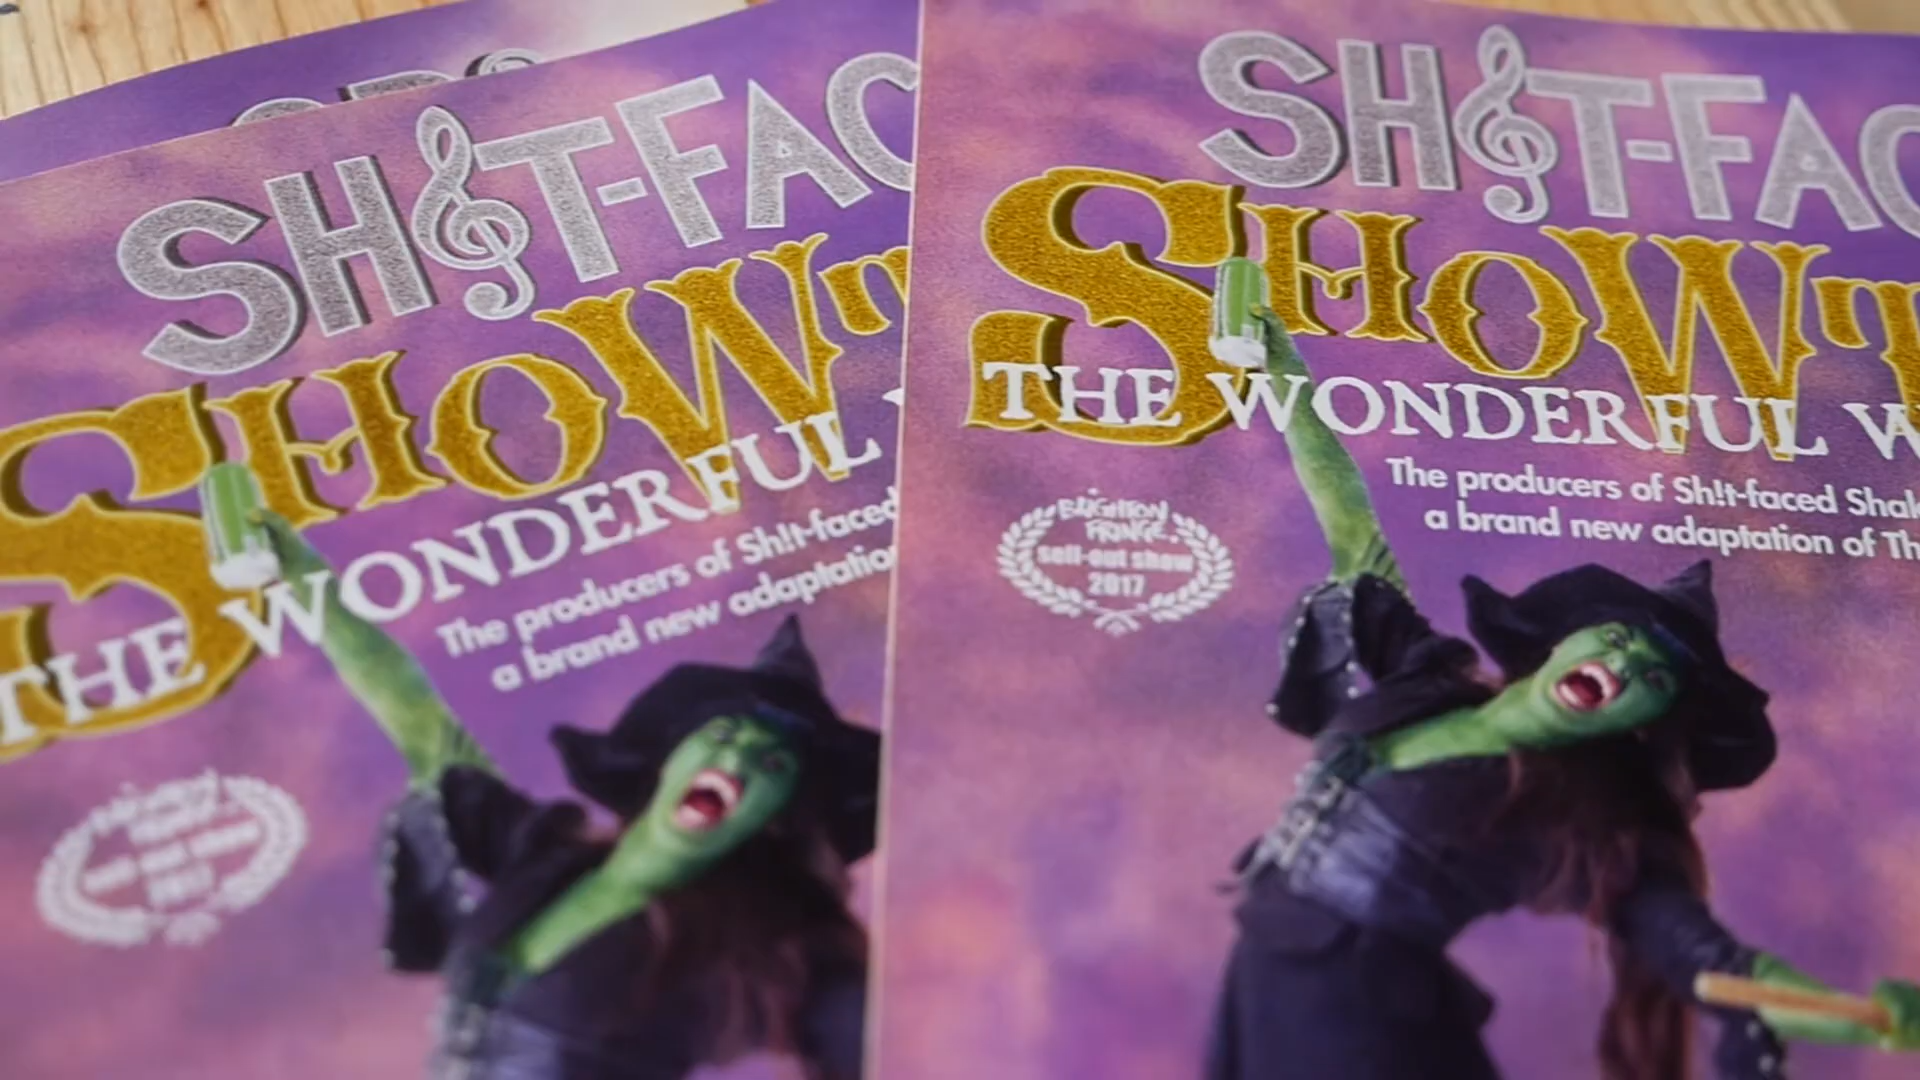 SH!T-FAC
SHOWT
THE WONDERFUL
The producers of Sh!t-faced
a brand new adaptation
SH!T-FAC
SHOWT
THE WONDERFUL W
The producers of Sh!t-faced Shak
a brand new adaptation of Th
BRIGHTON
FRINGE
sell-out show
2017